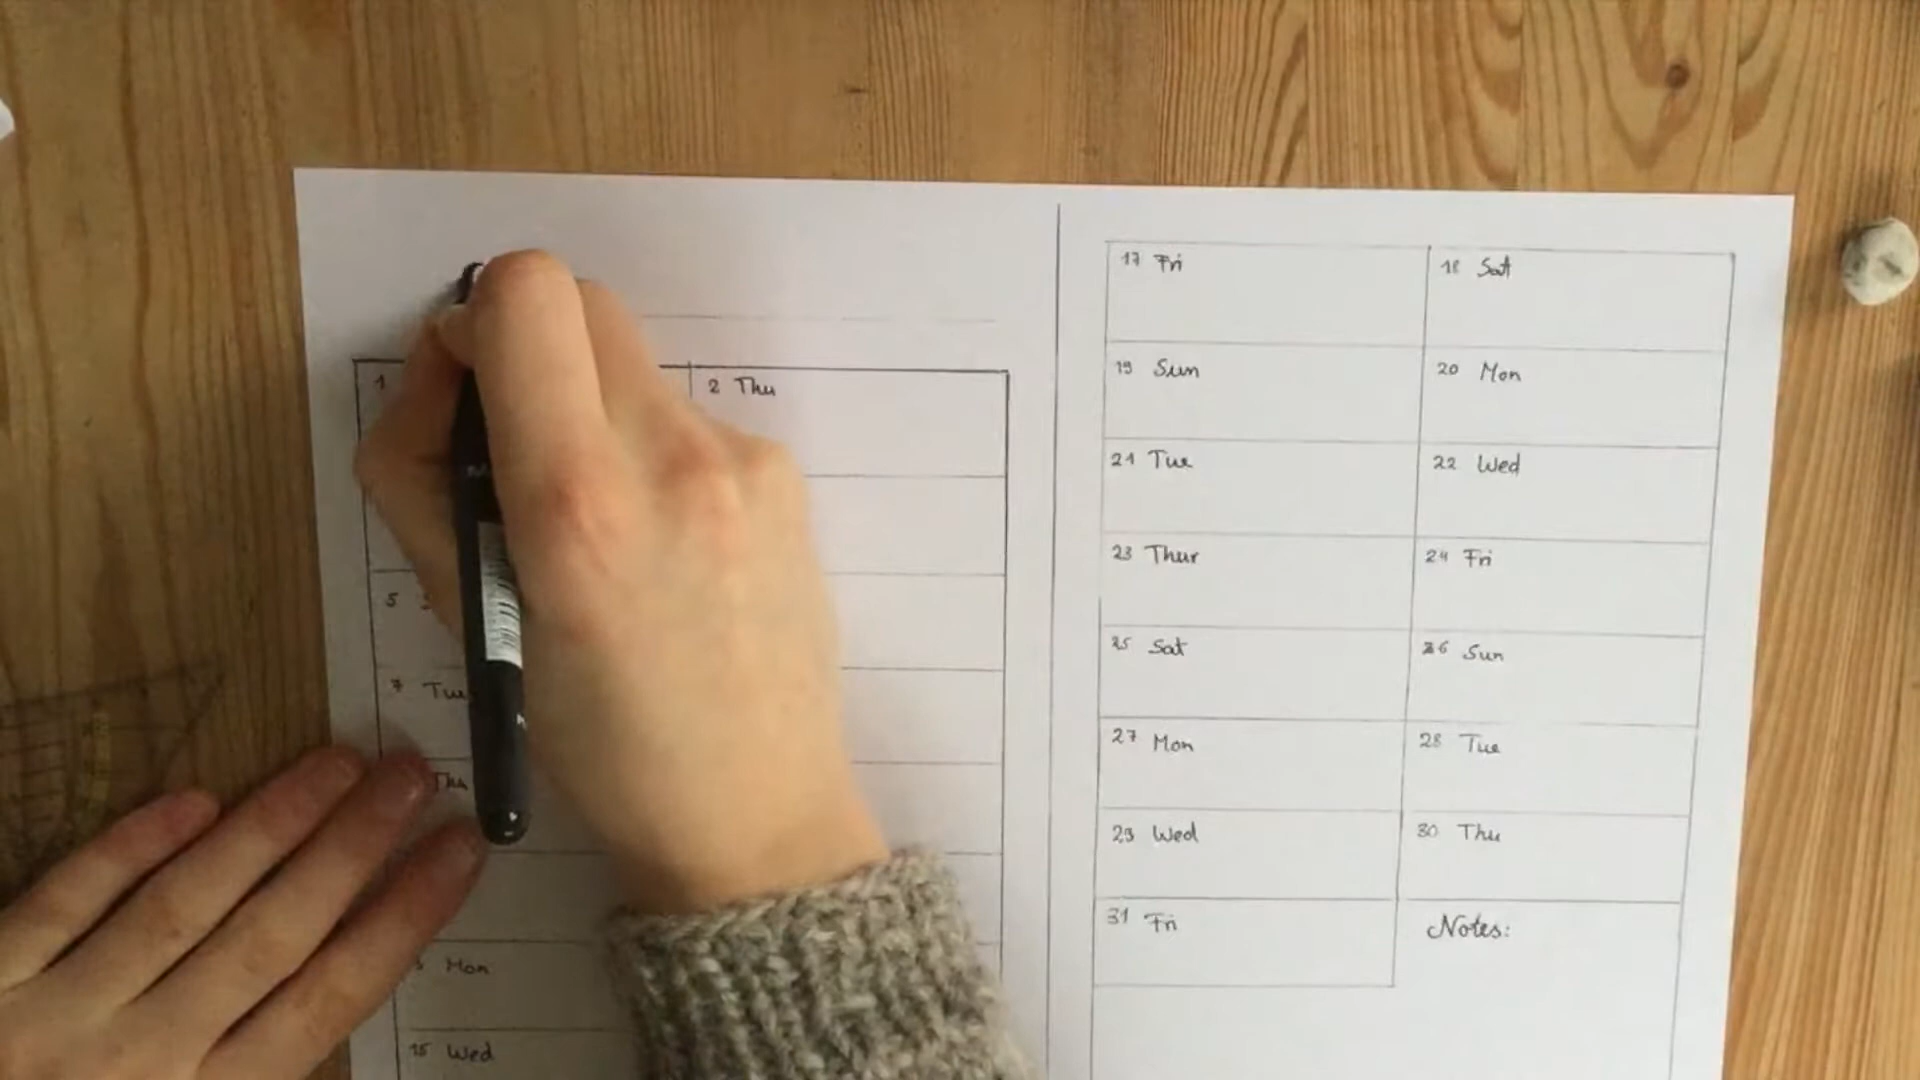 1
2 Thu
5
7 Tue
Thu
Mon
15 Wed
17 Fri
18 Sat
19 Sun
20 Mon
21 Tue
22 Wed
23 Thur
24 Fri
25 Sat
26 Sun
27 Mon
28 Tue
29 Wed
30 Thu
31 Fri
Notes: